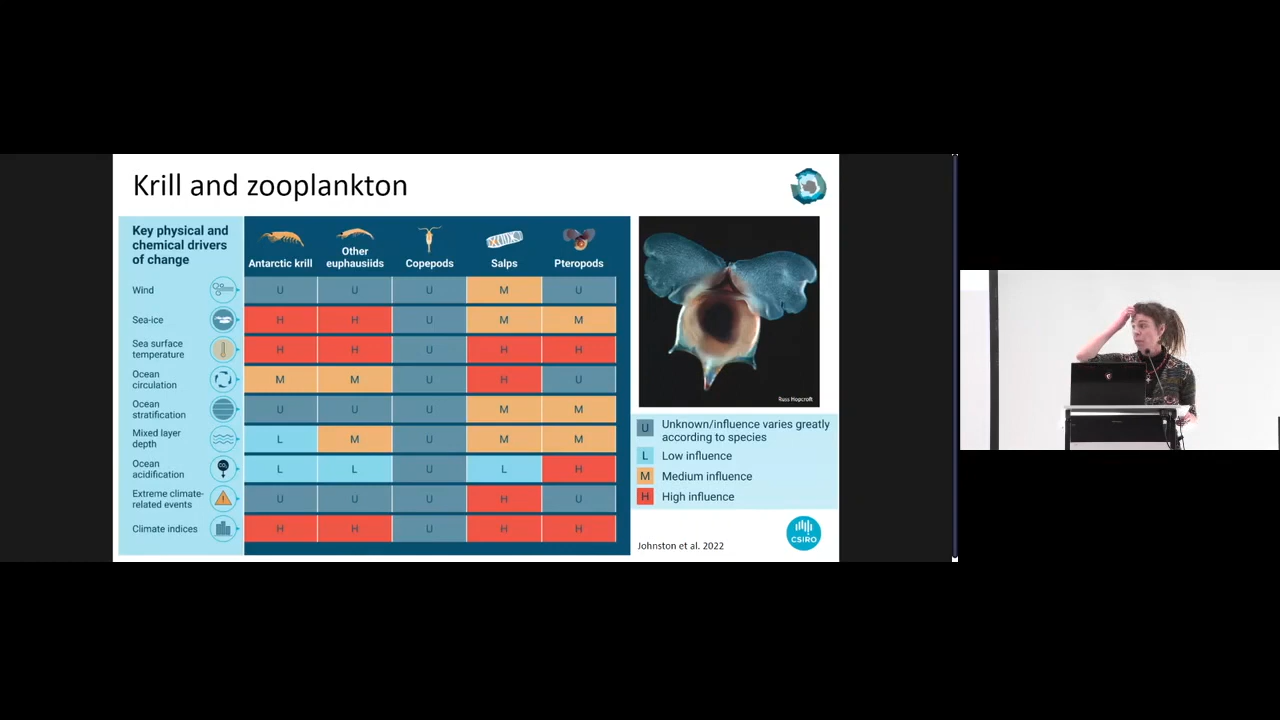 Krill and zooplankton
Key physical and
chemical drivers
of change
Antarctic krill
Other
euphausiids
Copepods
Salps
Pteropods
Wind
U
U
U
M
U
Sea-ice
H
H
U
M
M
Sea surface
temperature
H
H
U
H
H
Ocean
circulation
M
M
U
H
U
Ocean
stratification
U
U
U
M
M
Mixed layer
depth
L
M
U
M
M
CO₂
Ocean
acidification
L
L
U
L
H
Extreme climate-
related events
U
U
U
H
U
Climate indices
H
H
U
H
H
Russ Hopcroft
U Unknown/influence varies greatly
according to species
L Low influence
M Medium influence
H High influence
Johnston et al. 2022
CSIRO